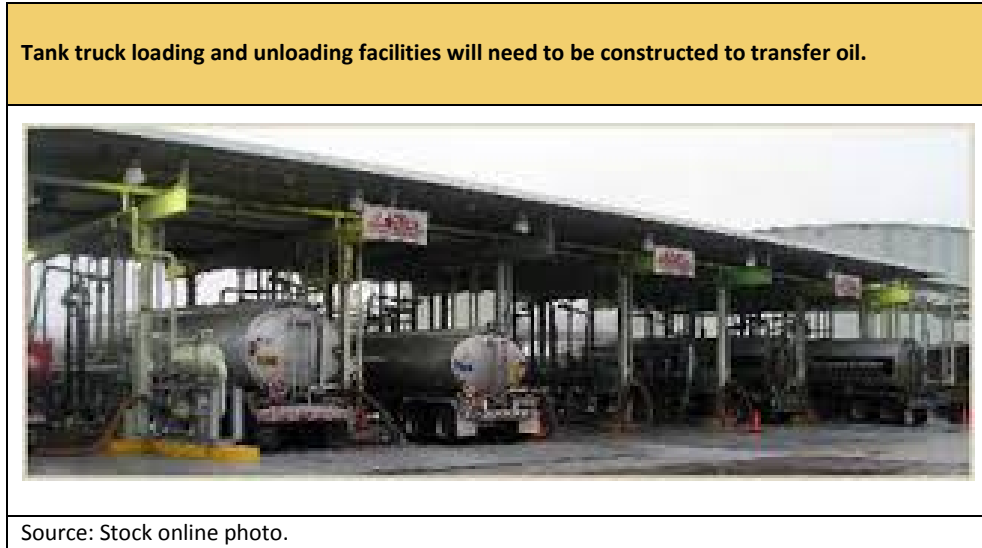 Tank truck loading and unloading facilities will need to be constructed to transfer oil.
Source: Stock online photo.